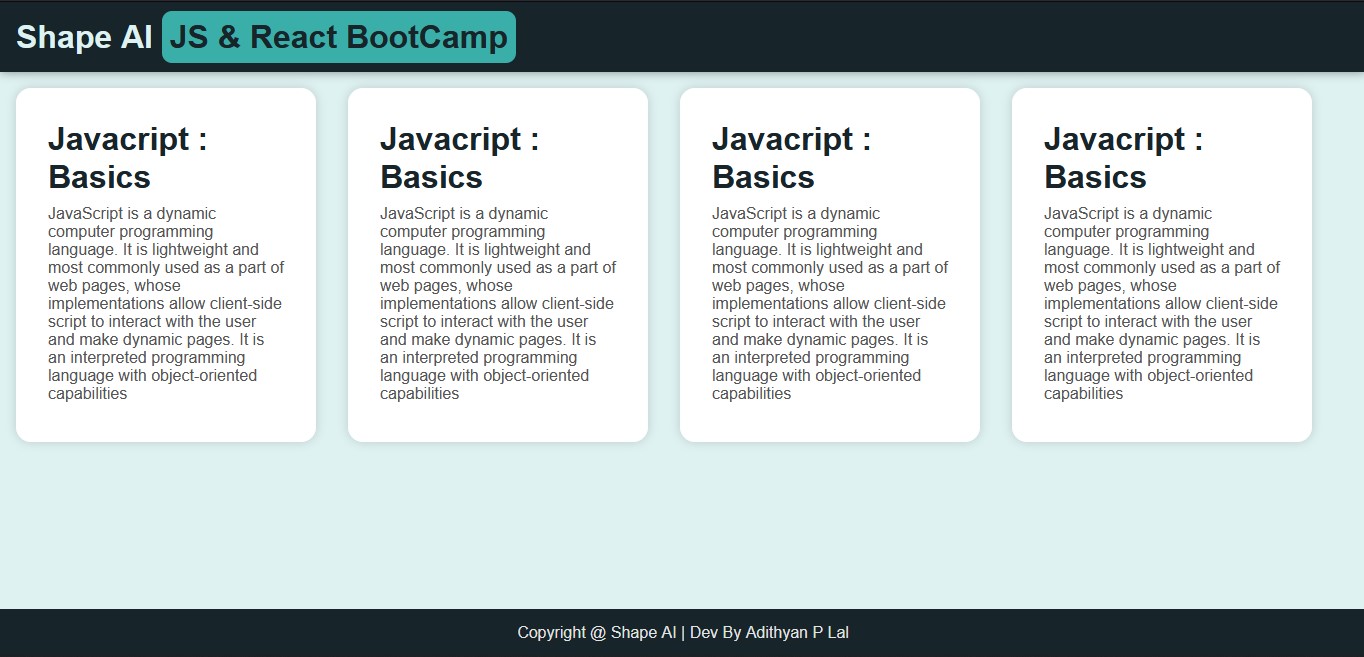 Shape AI JS & React BootCamp
Javacript :
Basics
JavaScript is a dynamic
computer programming
language. It is lightweight and
most commonly used as a part of
web pages, whose
implementations allow client-side
script to interact with the user
and make dynamic pages. It is
an interpreted programming
language with object-oriented
capabilities
Javacript :
Basics
JavaScript is a dynamic
computer programming
language. It is lightweight and
most commonly used as a part of
web pages, whose
implementations allow client-side
script to interact with the user
and make dynamic pages. It is
an interpreted programming
language with object-oriented
capabilities
Javacript :
Basics
JavaScript is a dynamic
computer programming
language. It is lightweight and
most commonly used as a part of
web pages, whose
implementations allow client-side
script to interact with the user
and make dynamic pages. It is
an interpreted programming
language with object-oriented
capabilities
Javacript :
Basics
JavaScript is a dynamic
computer programming
language. It is lightweight and
most commonly used as a part of
web pages, whose
implementations allow client-side
script to interact with the user
and make dynamic pages. It is
an interpreted programming
language with object-oriented
capabilities
Copyright @ Shape AI | Dev By Adithyan P Lal